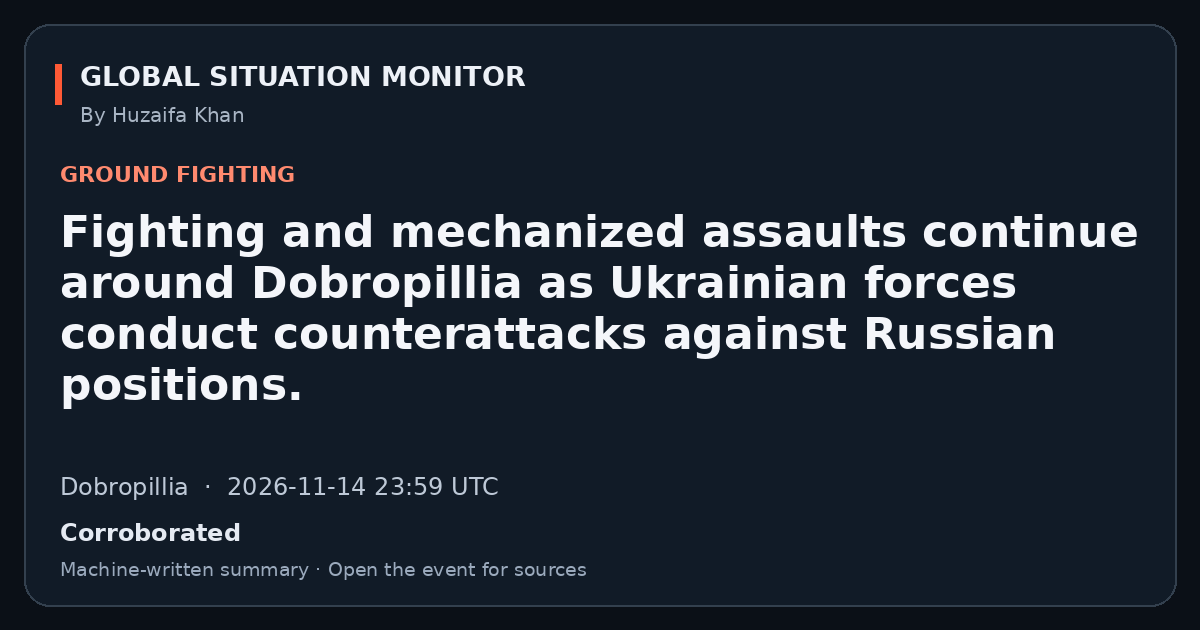 GLOBAL SITUATION MONITOR
By Huzaifa Khan
GROUND FIGHTING
Fighting and mechanized assaults continue
around Dobropillia as Ukrainian forces
conduct counterattacks against Russian
positions.
Dobropillia · 2026-11-14 23:59 UTC
Corroborated
Machine-written summary · Open the event for sources